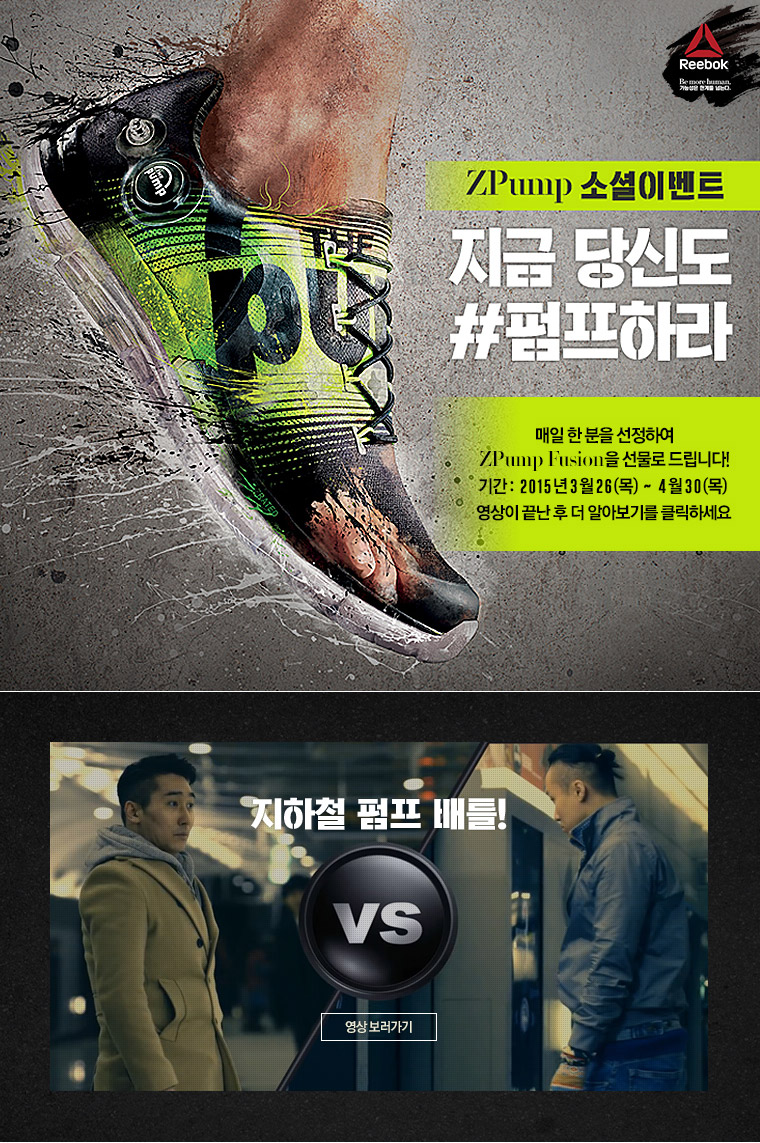 Reebok
Be more human.
가능성은 한계를 넘는다.
ZPump 소셜이벤트
지금 당신도
#펌프하라
매일 한 분을 선정하여
ZPump Fusion을 선물로 드립니다!
기간 : 2015년 3월 26(목) ~ 4월 30(목)
영상이 끝난 후 더 알아보기를 클릭하세요
the pump
THE
pu
지하철 펌프 배틀!
VS
영상 보러가기